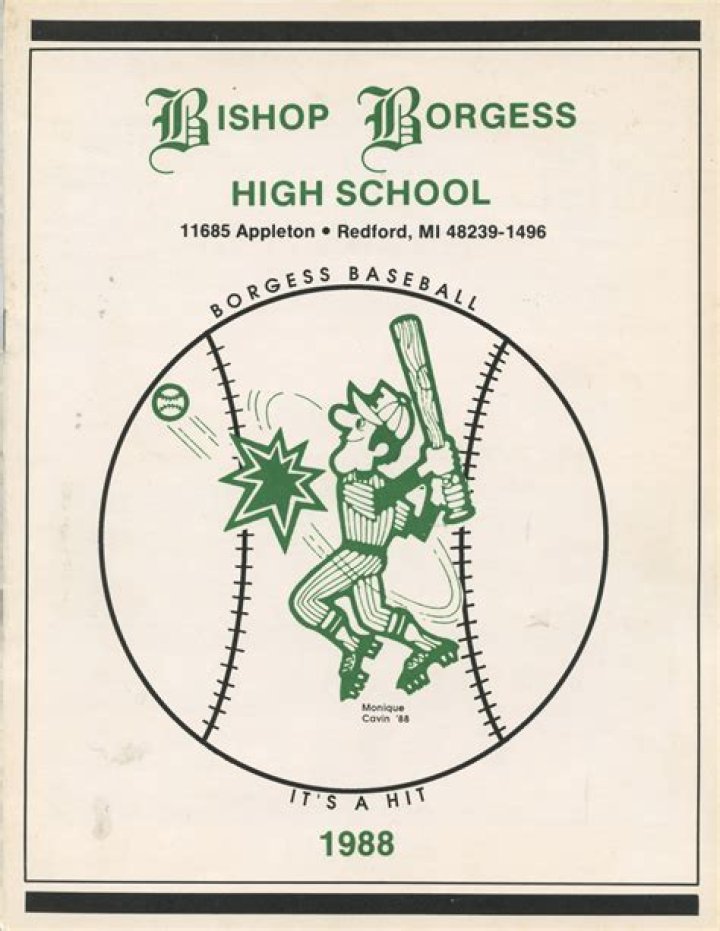 BISHOP BORGESS
HIGH SCHOOL
11685 Appleton • Redford, MI 48239-1496
BORGESS BASEBALL
Monique
Cavin '88
IT'S A HIT
1988